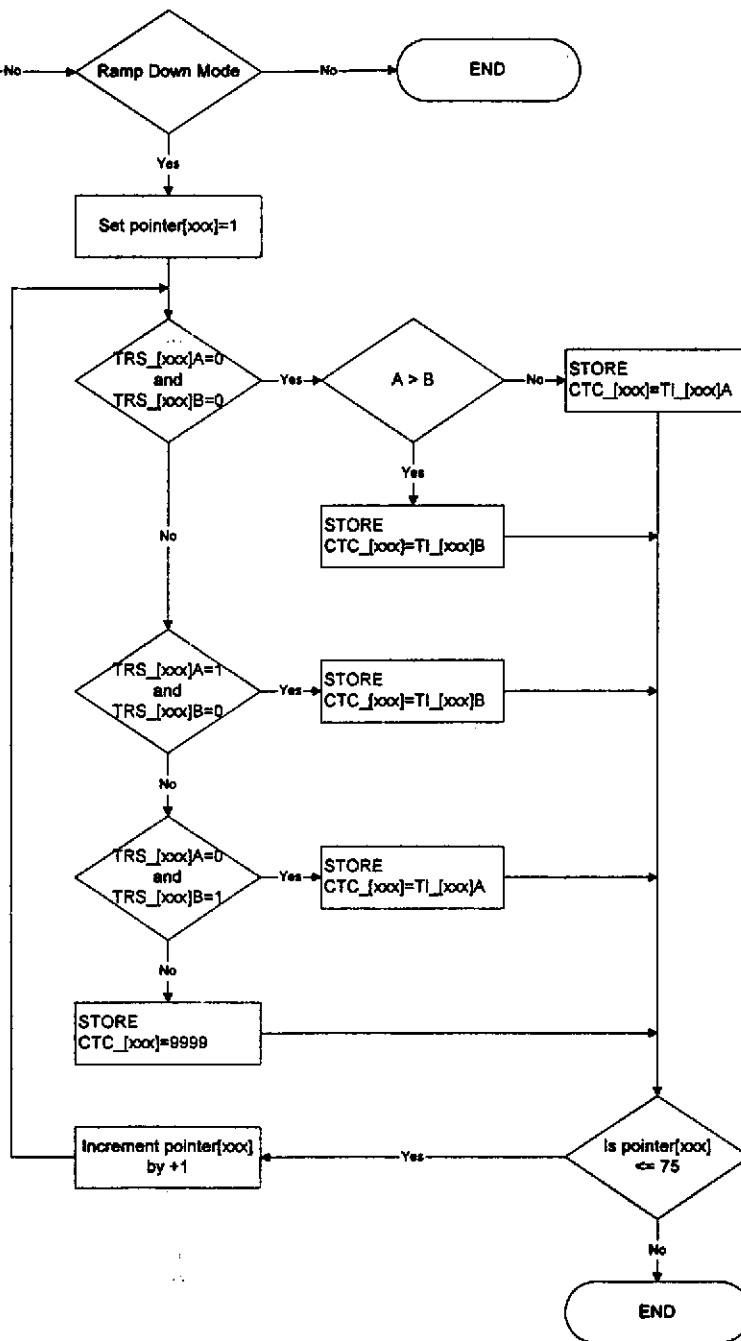 No
Ramp Down Mode
No
END
Yes
Set pointer[xxx]=1
TRS_[xxx]A=0
and
TRS_[xxx]B=0
Yes
A > B
No
STORE
CTC_[xxx]=TI_[xxx]A
Yes
STORE
CTC_[xxx]=TI_[xxx]B
No
TRS_[xxx]A=1
and
TRS_[xxx]B=0
Yes
STORE
CTC_[xxx]=TI_[xxx]B
No
TRS_[xxx]A=0
and
TRS_[xxx]B=1
Yes
STORE
CTC_[xxx]=TI_[xxx]A
No
STORE
CTC_[xxx]=9999
Increment pointer[xxx]
by +1
Yes
Is pointer[xxx]
<= 75
No
END